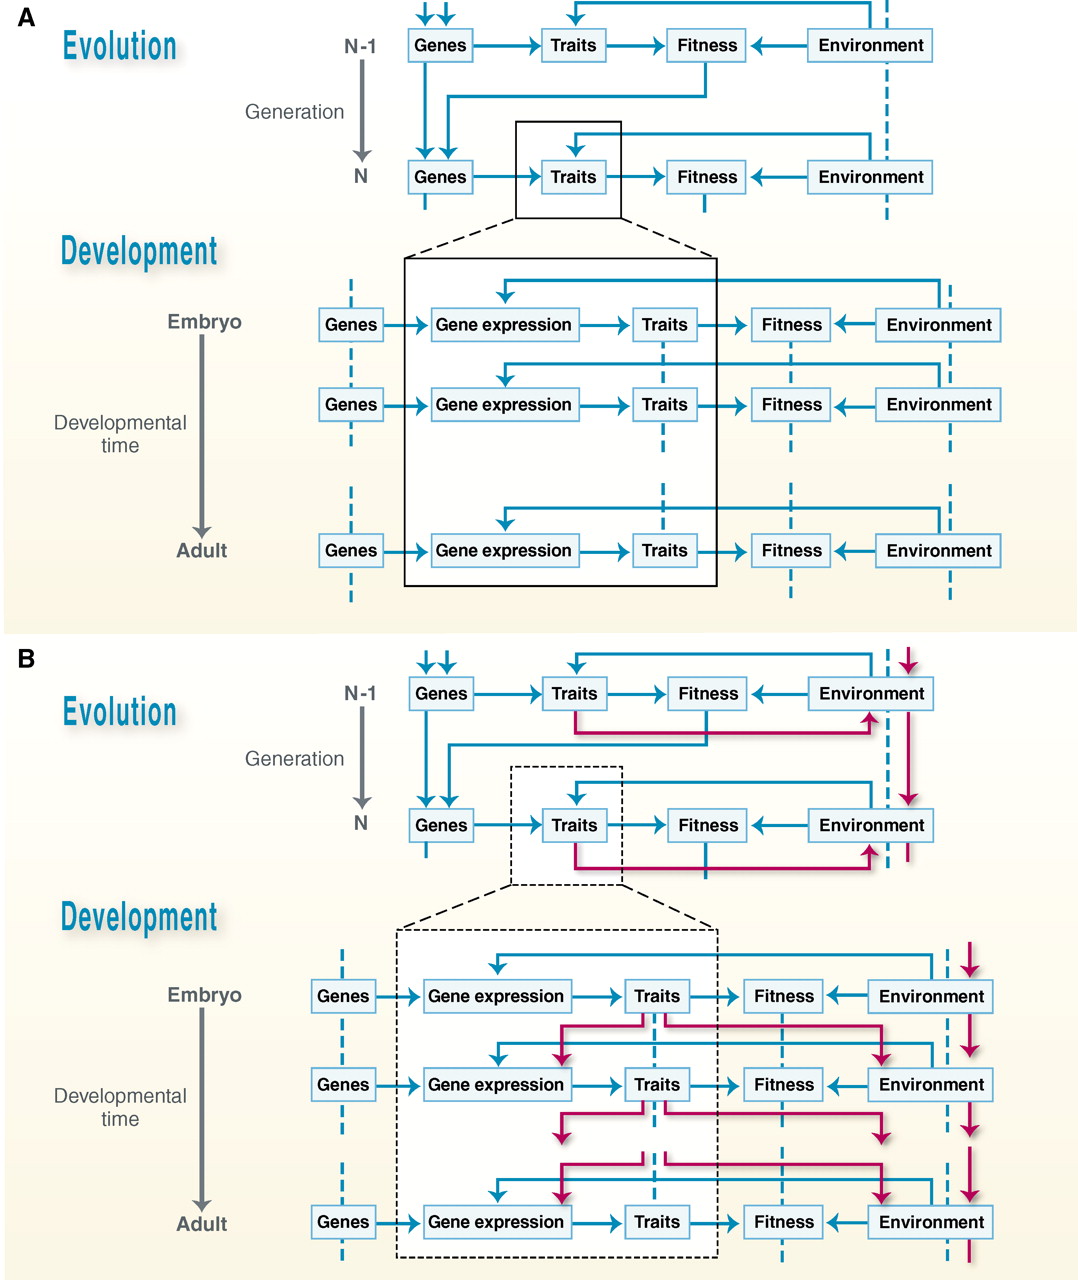 A
Evolution
N-1
Genes
Traits
Fitness
Environment
Generation
N
Genes
Traits
Fitness
Environment
Development
Embryo
Genes
Gene expression
Traits
Fitness
Environment
Developmental
time
Genes
Gene expression
Traits
Fitness
Environment
Adult
Genes
Gene expression
Traits
Fitness
Environment
B
Evolution
N-1
Genes
Traits
Fitness
Environment
Generation
N
Genes
Traits
Fitness
Environment
Development
Embryo
Genes
Gene expression
Traits
Fitness
Environment
Developmental
time
Genes
Gene expression
Traits
Fitness
Environment
Adult
Genes
Gene expression
Traits
Fitness
Environment